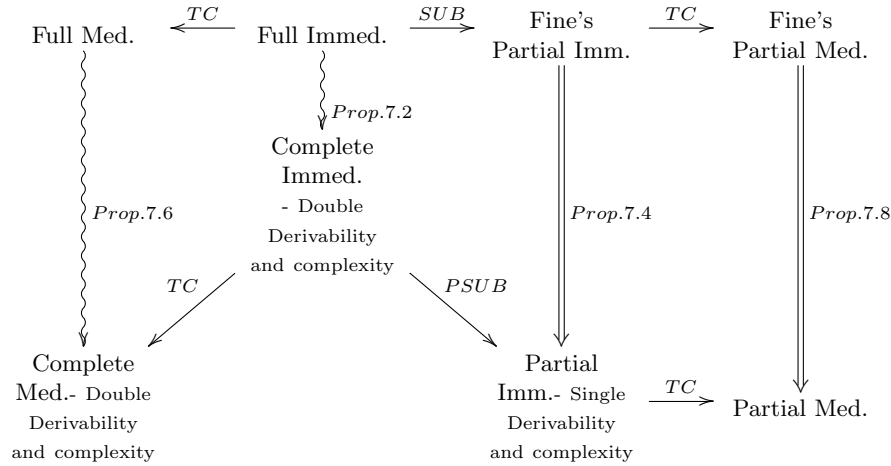 Full Med.
TC
Full Immed.
SUB
Fine's
Partial Imm.
TC
Fine's
Partial Med.
Prop.7.2
Complete
Immed.
- Double
Derivability
and complexity
Prop.7.6
Prop.7.4
Prop.7.8
TC
PSUB
Complete
Med.- Double
Derivability
and complexity
Partial
Imm.- Single
Derivability
and complexity
TC
Partial Med.